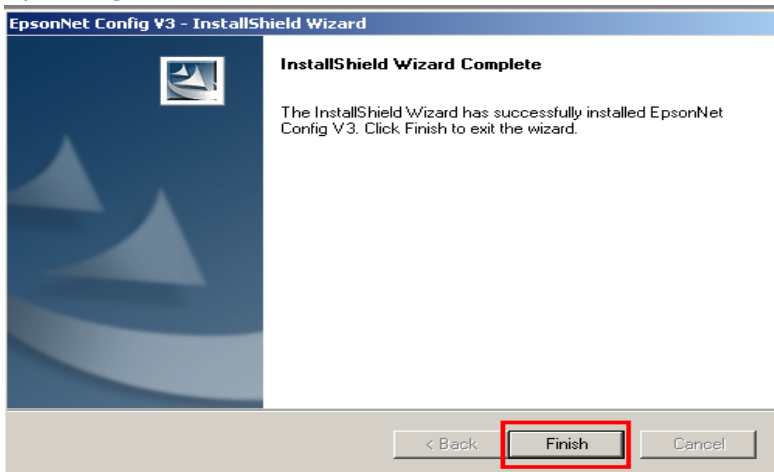 EpsonNet Config V3 - InstallShield Wizard
InstallShield Wizard Complete
The InstallShield Wizard has successfully installed EpsonNet
Config V3. Click Finish to exit the wizard.
< Back
Finish
Cancel